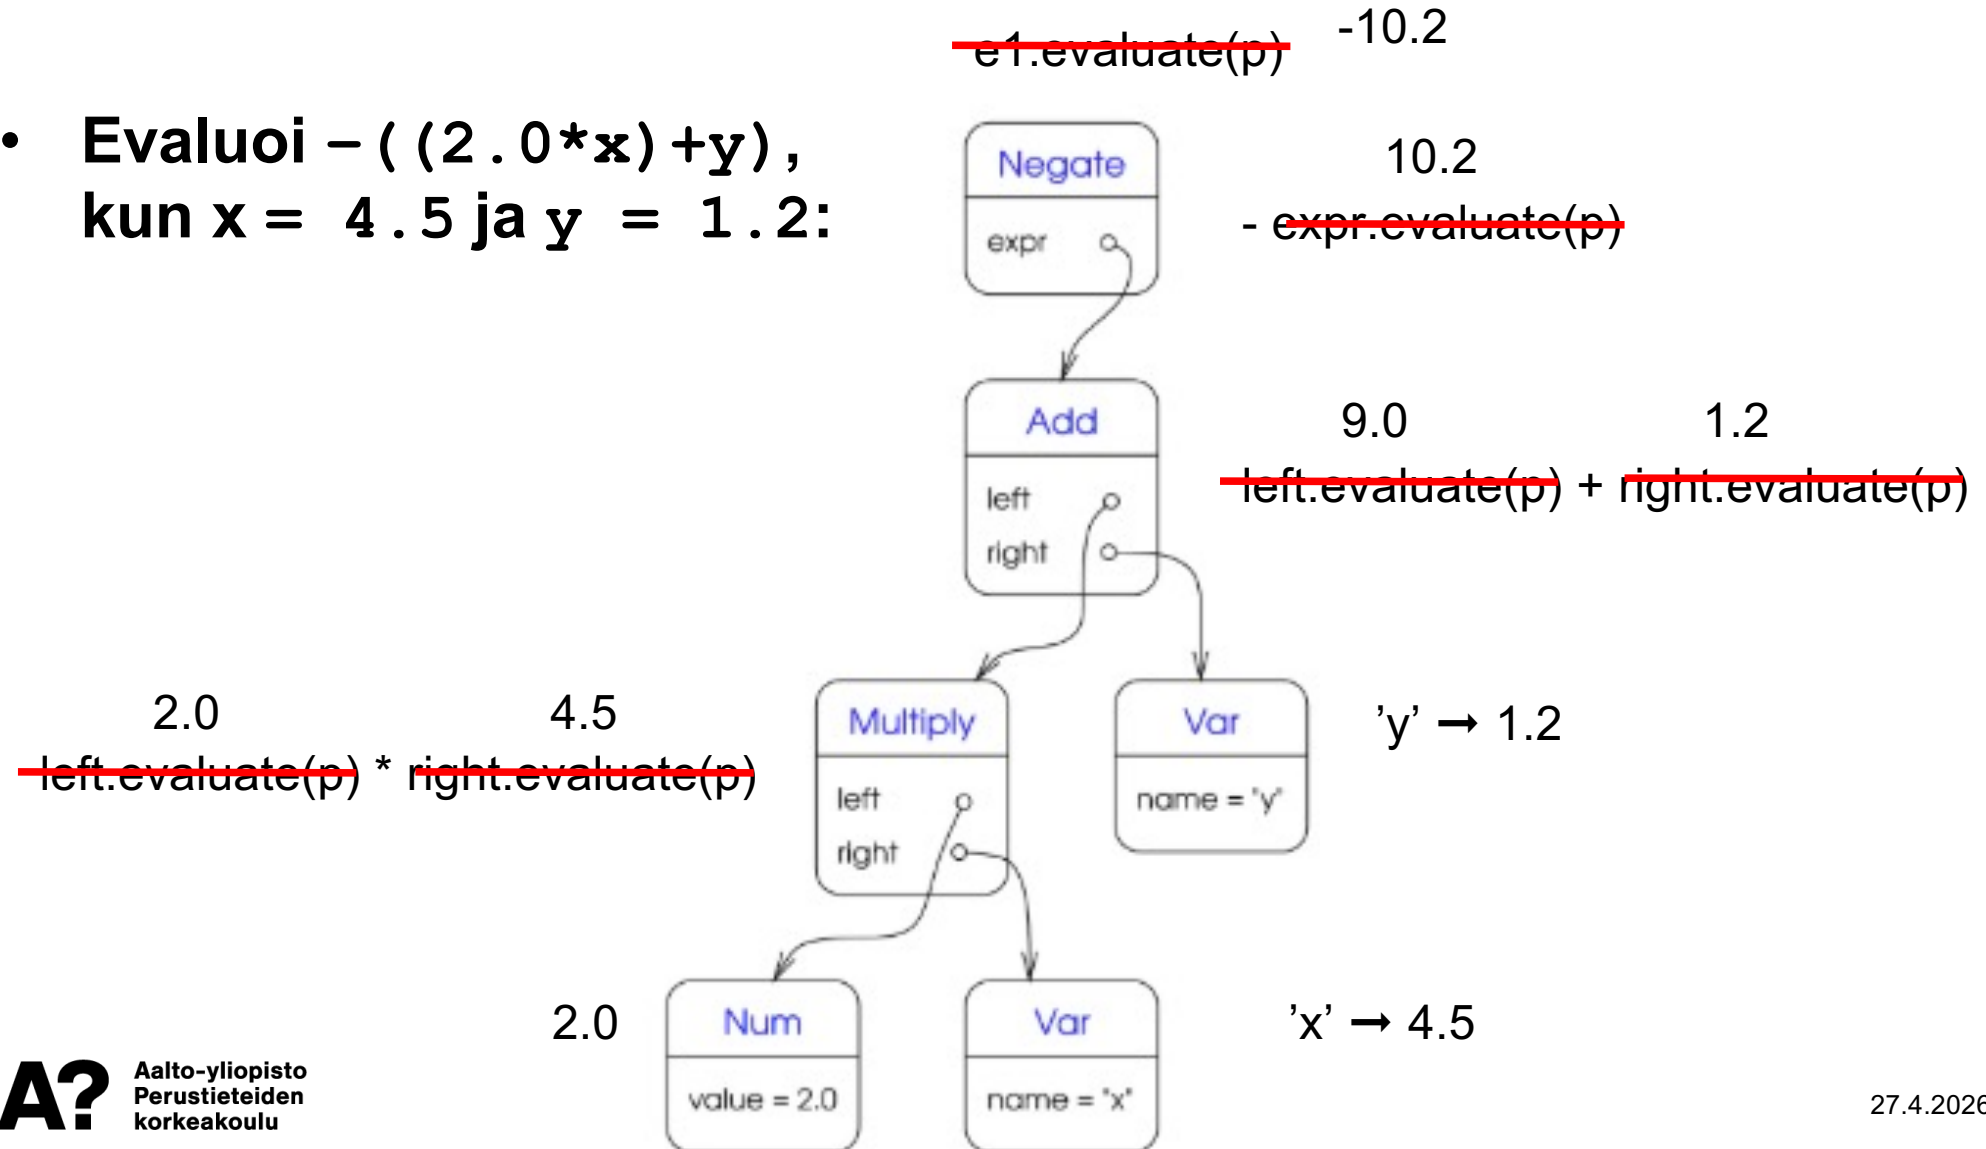 e1.evaluate(p) -10.2
• Evaluoi –((2.0*x)+y),
kun x = 4.5 ja y = 1.2:
Negate
expr
10.2
- expr.evaluate(p)
Add
left
right
9.0 1.2
left.evaluate(p) + right.evaluate(p)
2.0 4.5
left.evaluate(p) * right.evaluate(p)
Multiply
left
right
Var
name = "y"
’y’ → 1.2
2.0
Num
value = 2.0
Var
name = "x"
’x’ → 4.5
A?
Aalto-yliopisto
Perustieteiden
korkeakoulu
27.4.2026